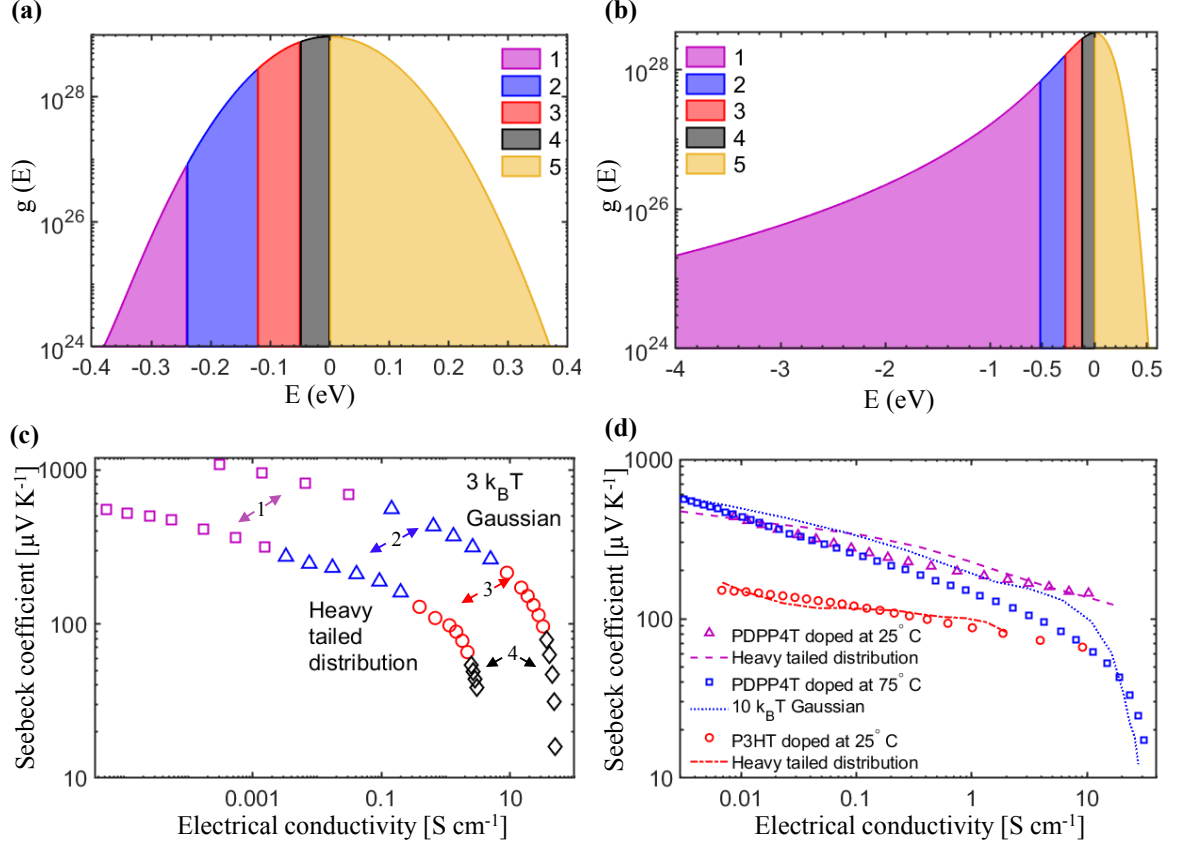 (a)
g (E)
10^28
10^26
10^24
-0.4 -0.3 -0.2 -0.1 0 0.1 0.2 0.3 0.4
E (eV)
1
2
3
4
5
(b)
g (E)
10^28
10^26
10^24
-4 -3 -2 -1 -0.5 0 0.5
E (eV)
1
2
3
4
5
(c)
Seebeck coefficient [µV K^-1]
1000
100
10
0.001 0.1 10
Electrical conductivity [S cm^-1]
3 k_BT
Gaussian
1
2
3
4
Heavy
tailed
distribution
(d)
Seebeck coefficient [µV K^-1]
1000
100
10
0.01 0.1 1 10
Electrical conductivity [S cm^-1]
PDPP4T doped at 25° C
Heavy tailed distribution
PDPP4T doped at 75° C
10 k_BT Gaussian
P3HT doped at 25° C
Heavy tailed distribution